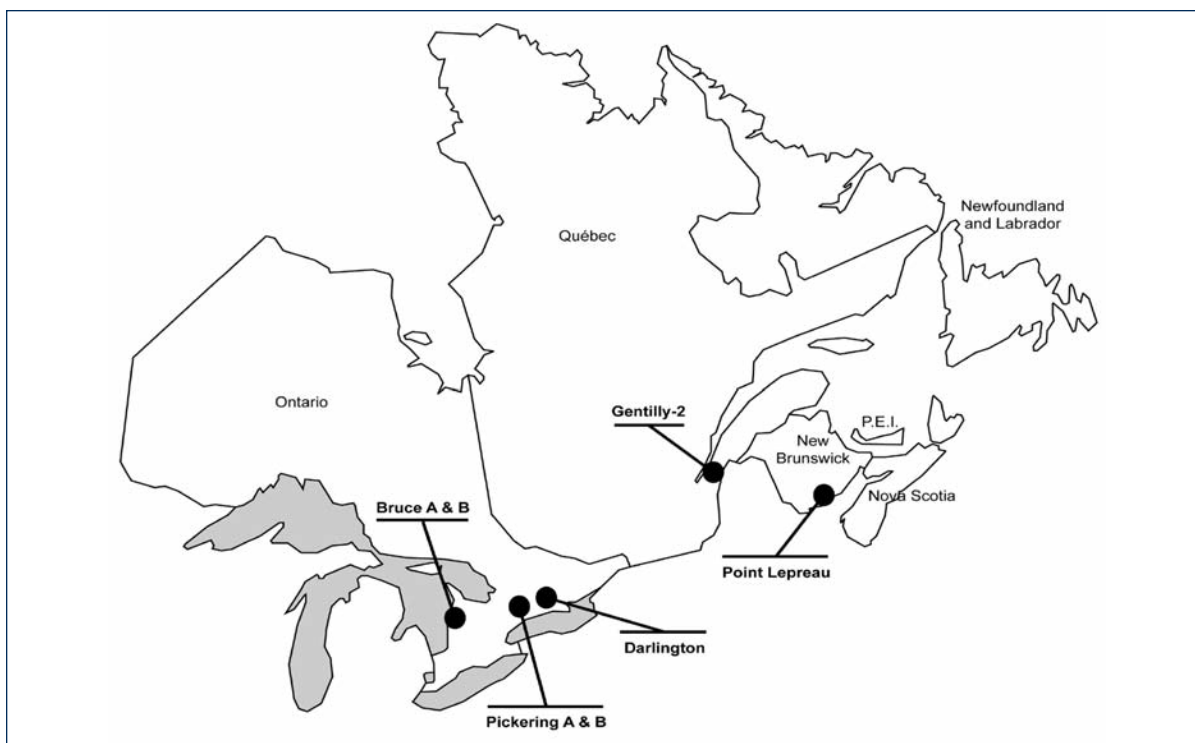 Newfoundland
and Labrador
Québec
Ontario
Gentilly-2
P.E.I.
New
Brunswick
Nova Scotia
Bruce A & B
Point Lepreau
Darlington
Pickering A & B